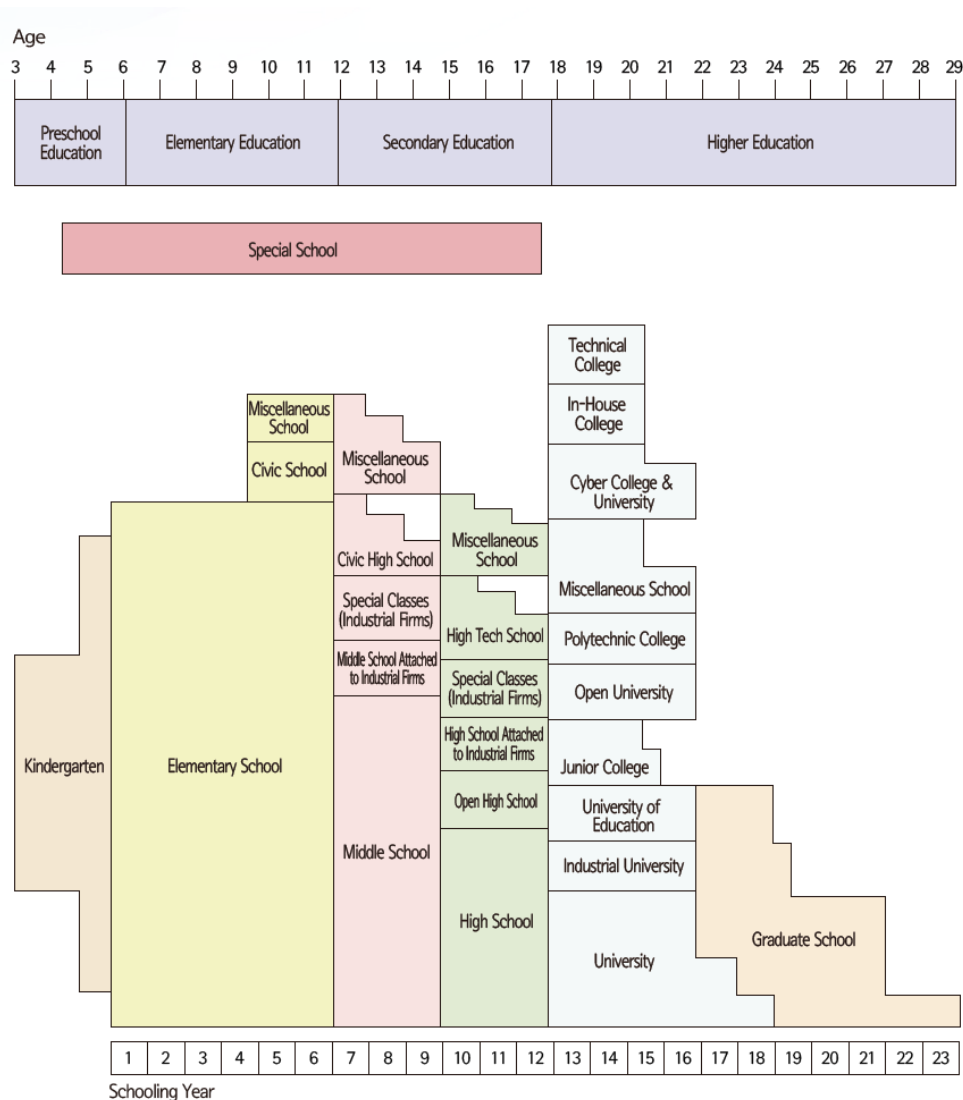 Age
3 4 5 6 7 8 9 10 11 12 13 14 15 16 17 18 19 20 21 22 23 24 25 26 27 28 29
Preschool
Education
Elementary Education
Secondary Education
Higher Education
Special School
Technical
College
In-House
College
Miscellaneous
School
Civic School
Miscellaneous
School
Cyber College &
University
Miscellaneous
School
Civic High School
Miscellaneous School
Special Classes
(Industrial Firms)
High Tech School
Polytechnic College
Middle School Attached
to Industrial Firms
Special Classes
(Industrial Firms)
Open University
High School Attached
to Industrial Firms
Kindergarten
Elementary School
Junior College
Open High School
University of
Education
Middle School
Industrial University
High School
University
Graduate School
1 2 3 4 5 6 7 8 9 10 11 12 13 14 15 16 17 18 19 20 21 22 23
Schooling Year